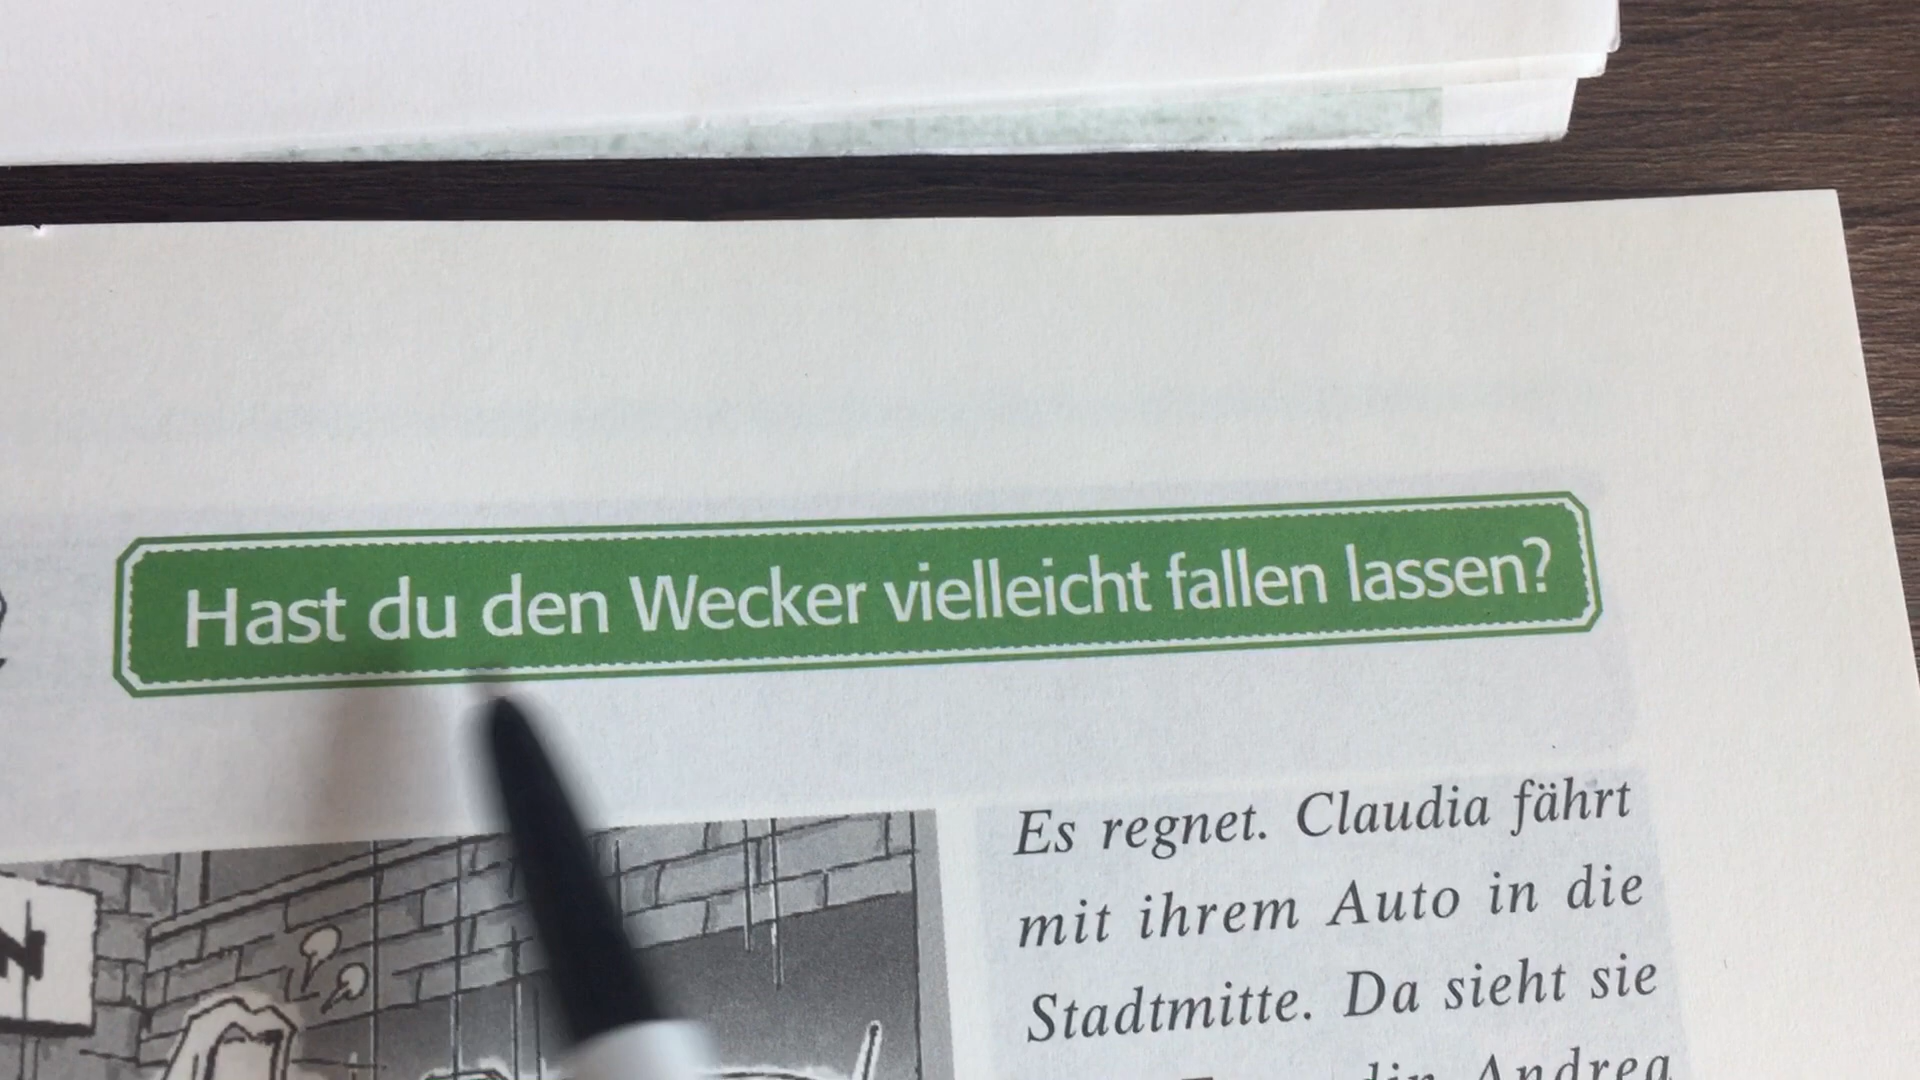 Hast du den Wecker vielleicht fallen lassen?
Es regnet. Claudia fährt
mit ihrem Auto in die
Stadtmitte. Da sieht sie
Andrea